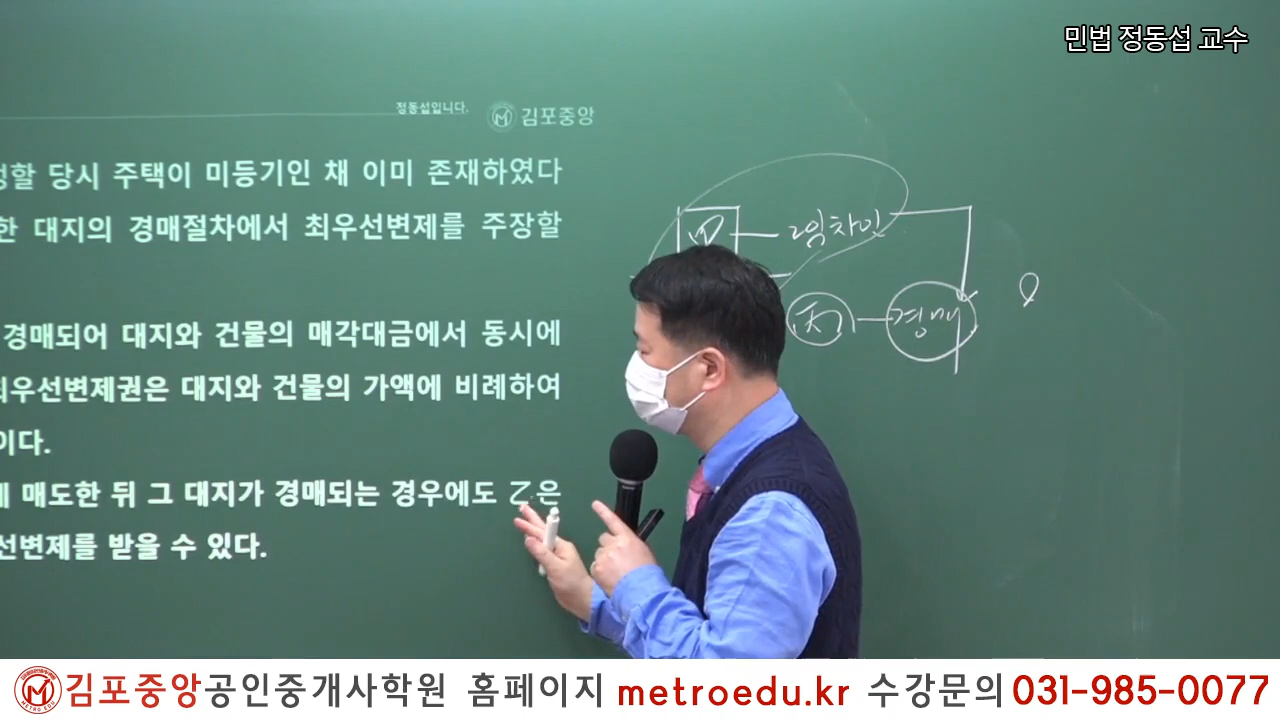 민법 정동섭 교수
정동섭입니다. 김포중앙
할 당시 주택이 미등기인 채 이미 존재하였다
한 대지의 경매절차에서 최우선변제를 주장할
경매되어 대지와 건물의 매각대금에서 동시에
최우선변제권은 대지와 건물의 가액에 비례하여
이다.
매도한 뒤 그 대지가 경매되는 경우에도 乙은
선변제를 받을 수 있다.
甲 임차인
丙 경매
김포중앙공인중개사학원 홈페이지 metroedu.kr 수강문의 031-985-0077